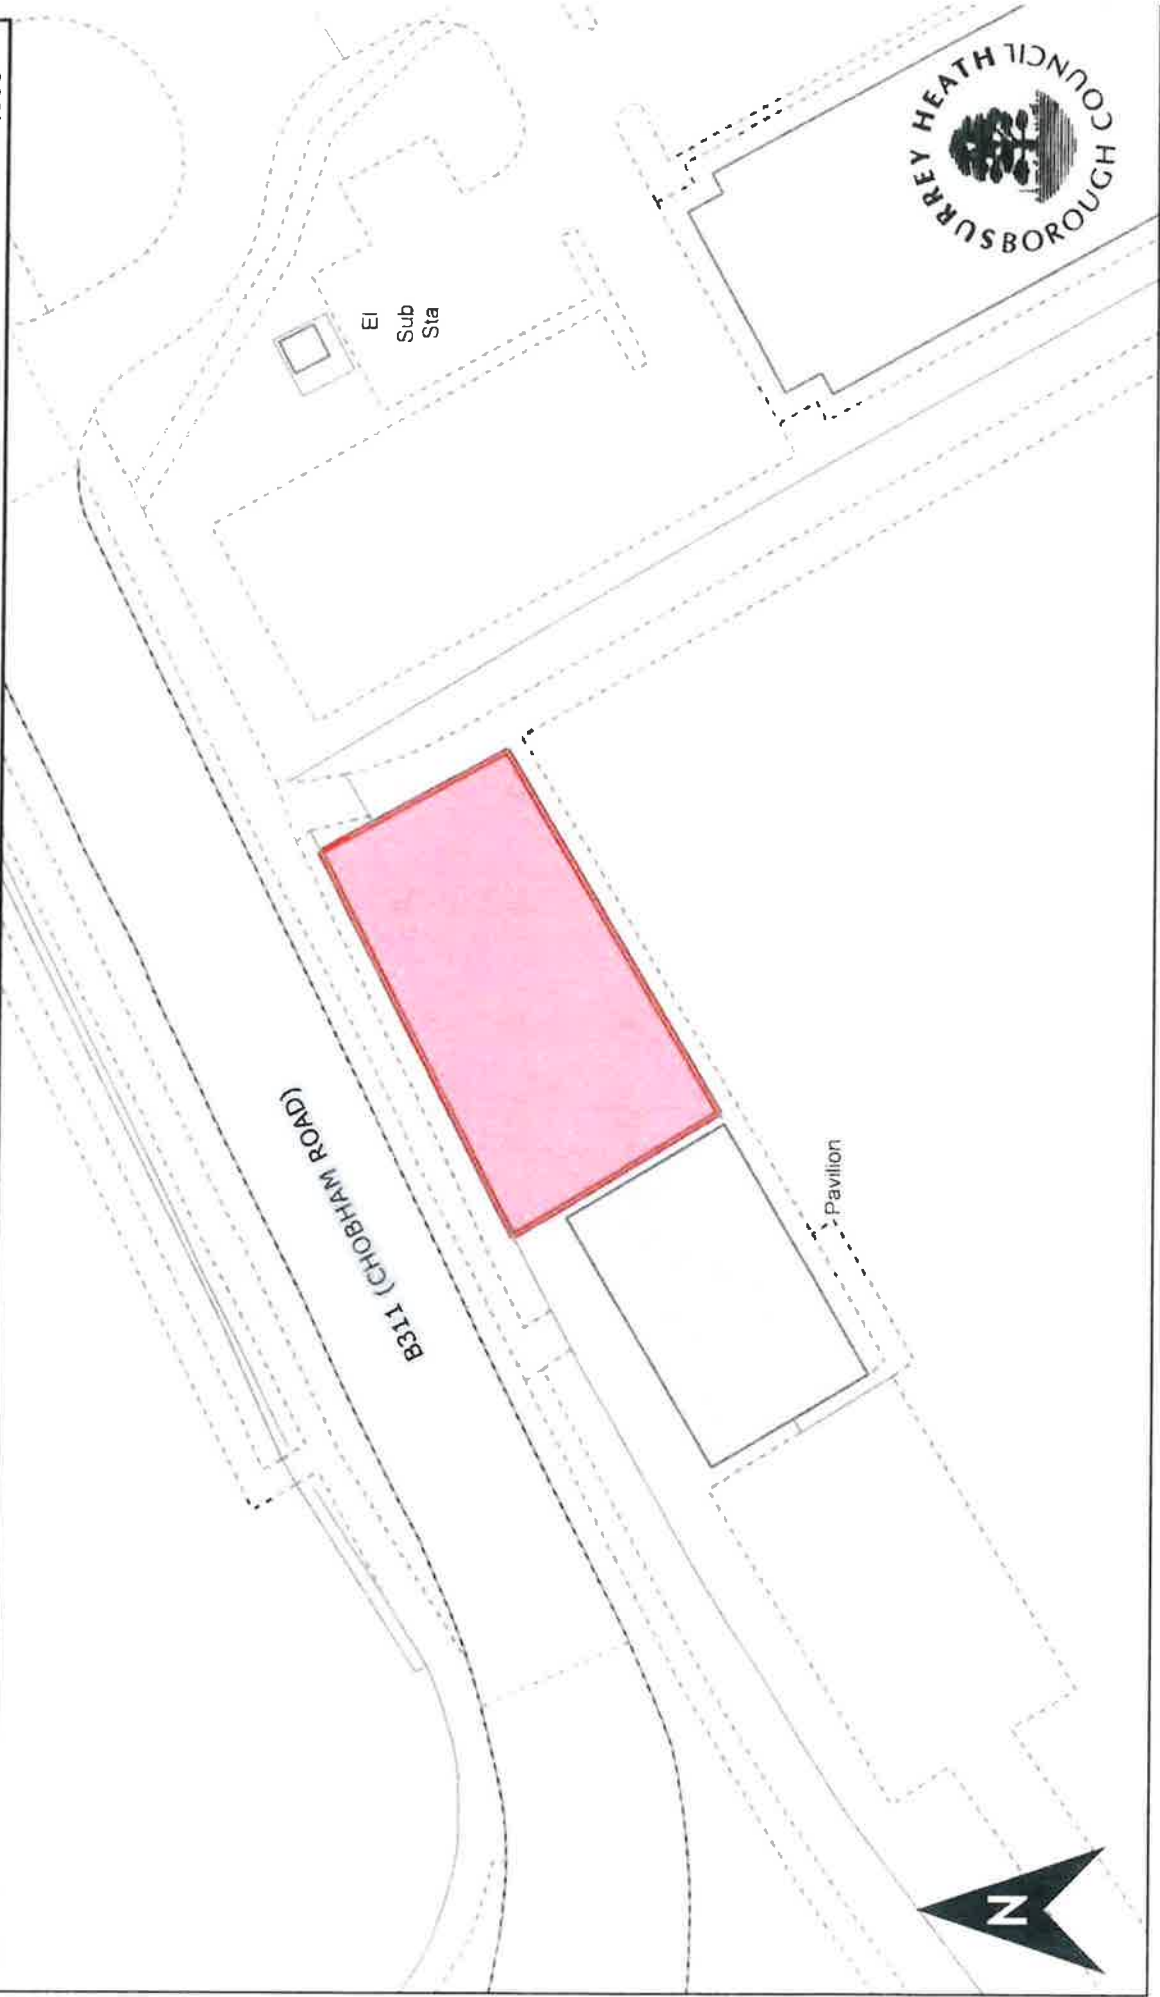 El
Sub
Sta
B311 (CHOBHAM ROAD)
Pavilion
SURREY HEATH
BOROUGH COUNCIL
N